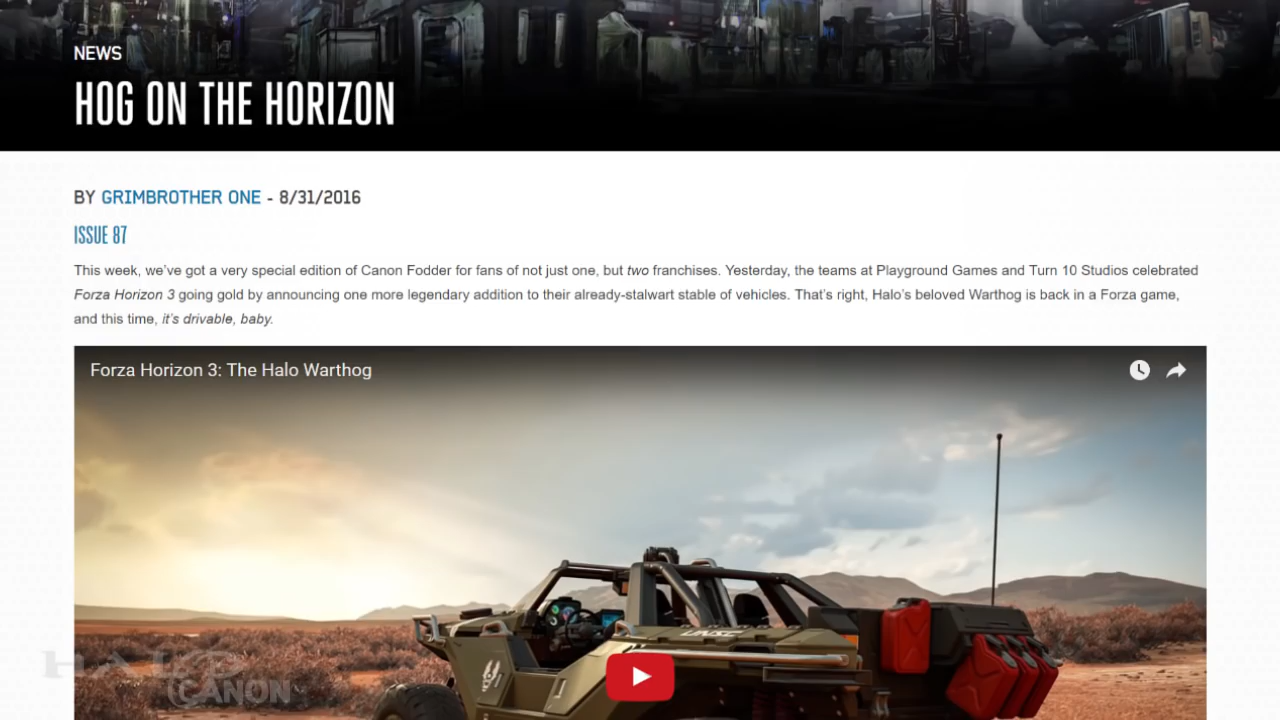 NEWS
HOG ON THE HORIZON
BY GRIMBROTHER ONE - 8/31/2016
ISSUE 87
This week, we've got a very special edition of Canon Fodder for fans of not just one, but two franchises. Yesterday, the teams at Playground Games and Turn 10 Studios celebrated
Forza Horizon 3 going gold by announcing one more legendary addition to their already-stalwart stable of vehicles. That's right, Halo's beloved Warthog is back in a Forza game,
and this time, it's drivable, baby.
Forza Horizon 3: The Halo Warthog
UNSC
HALO
CANON